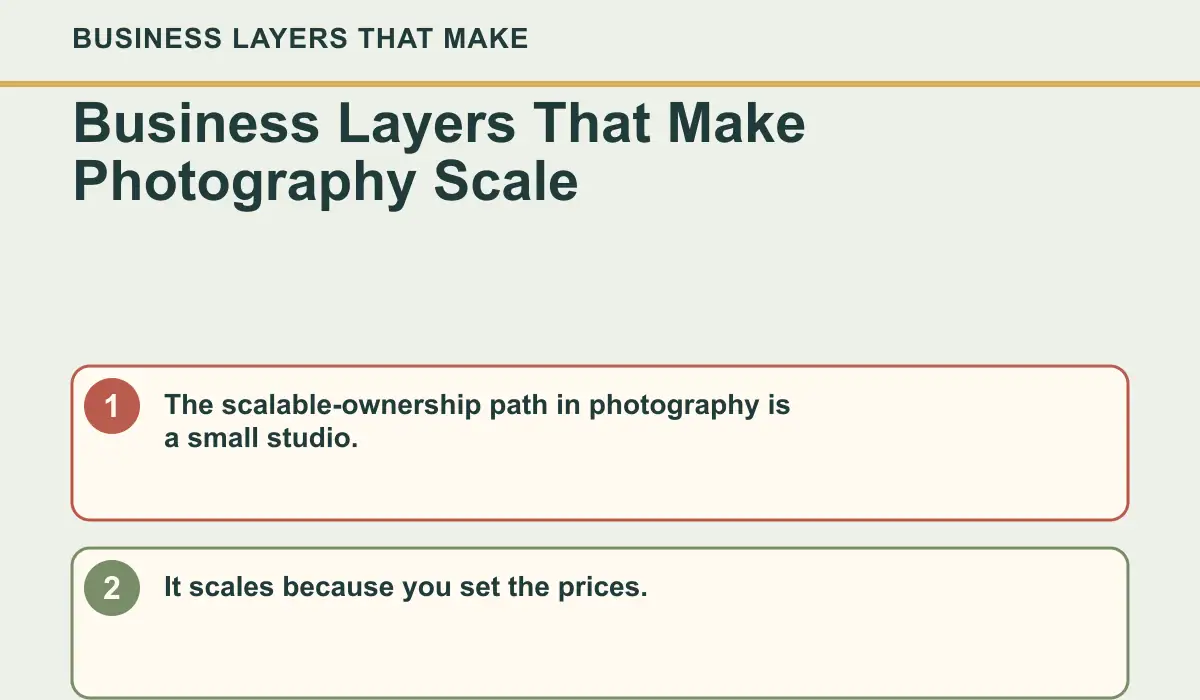 BUSINESS LAYERS THAT MAKE
Business Layers That Make
Photography Scale
1
The scalable-ownership path in photography is
a small studio.
2
It scales because you set the prices.